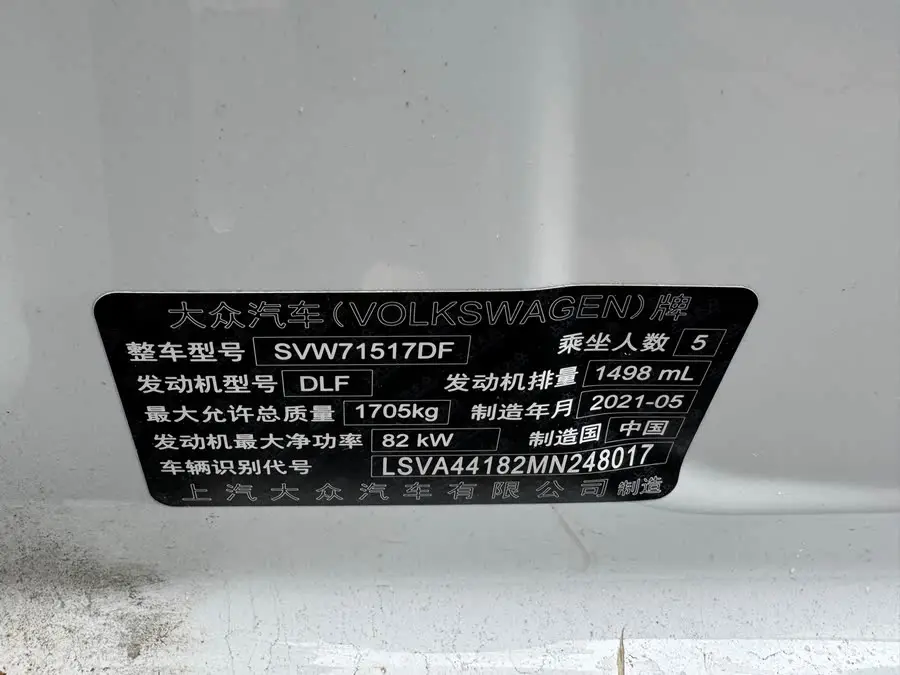 大众汽车(VOLKSWAGEN)牌
整车型号 SVW71517DF 乘坐人数 5
发动机型号 DLF 发动机排量 1498 mL
最大允许总质量 1705kg 制造年月 2021-05
发动机最大净功率 82 kW 制造国 中国
车辆识别代号 LSVA44182MN248017
上汽大众汽车有限公司 制造